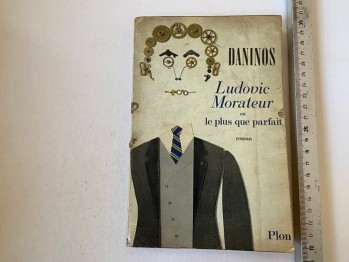 DANINOS
Ludovic
Morateur
ou
le plus que parfait
roman
Plon